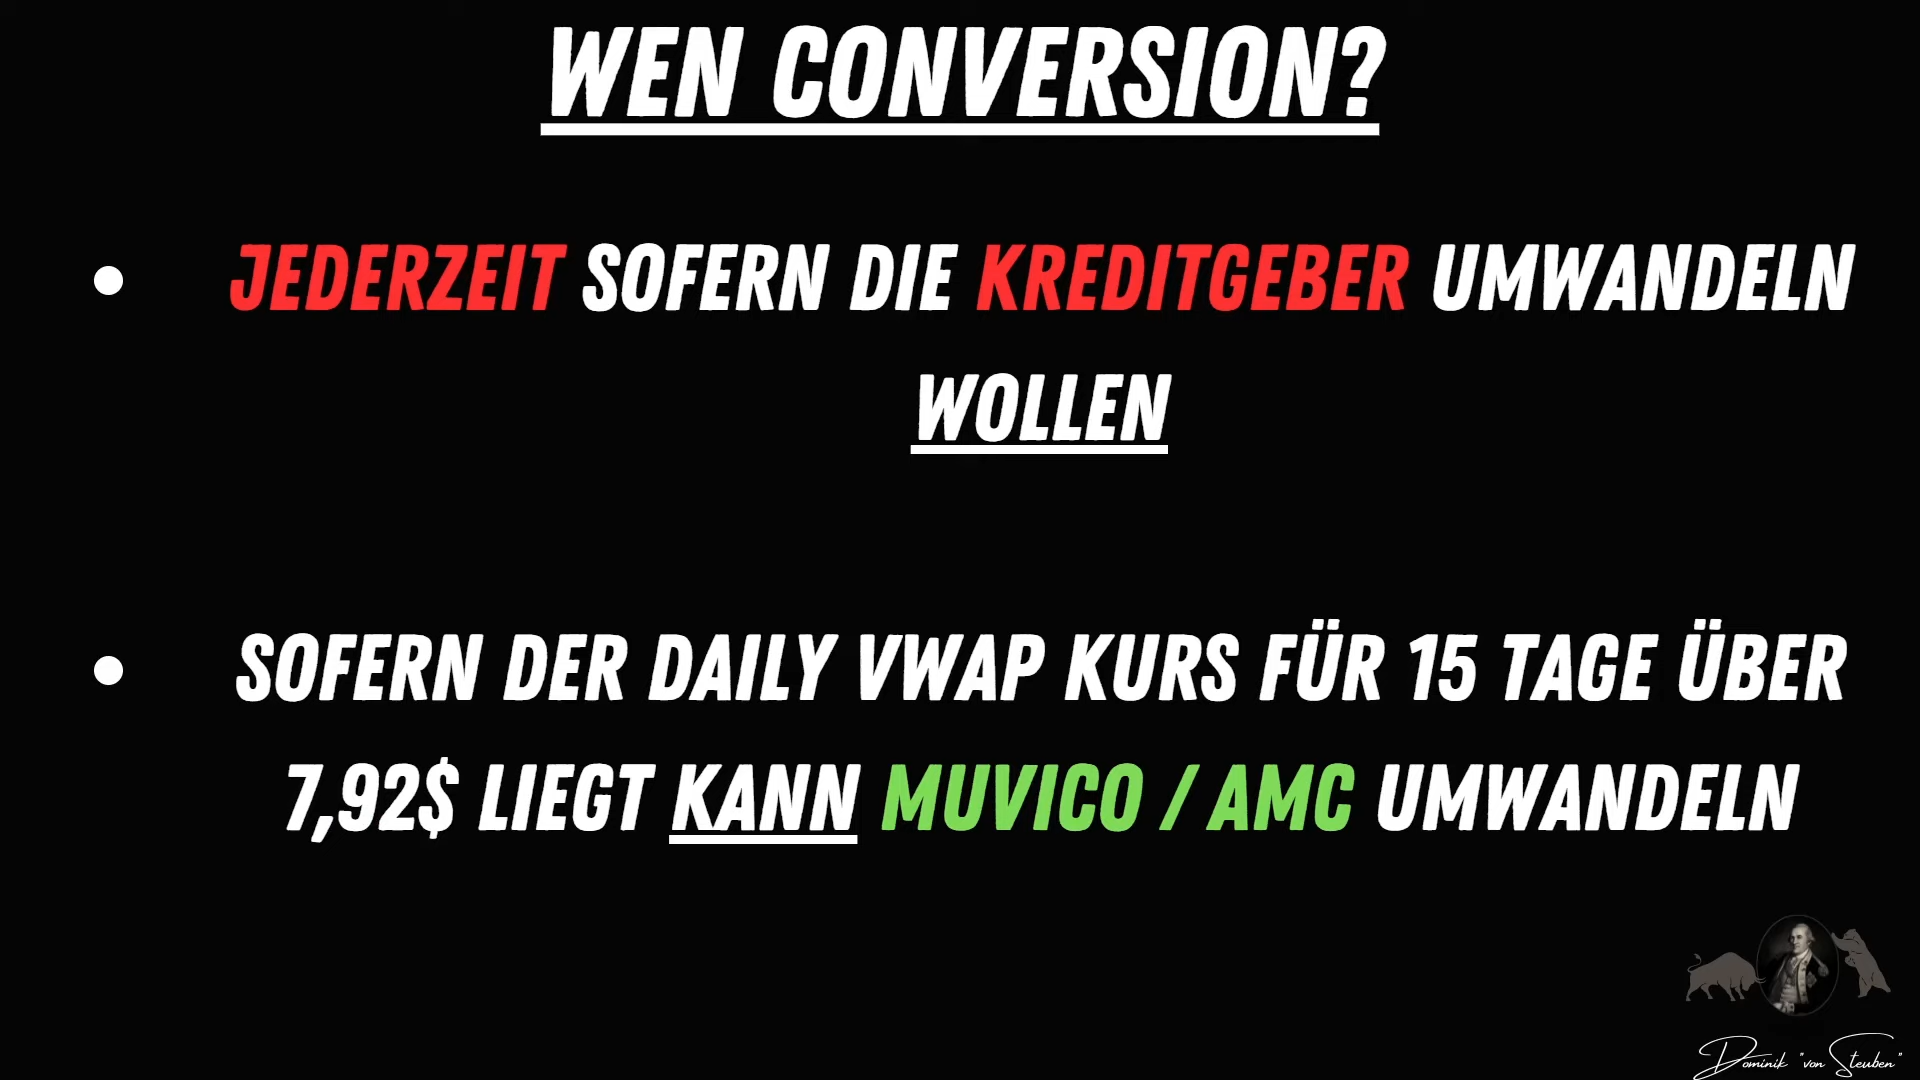 WEN CONVERSION?
• JEDERZEIT SOFERN DIE KREDITGEBER UMWANDELN
WOLLEN
• SOFERN DER DAILY VWAP KURS FÜR 15 TAGE ÜBER
7,92$ LIEGT KANN MUVICO / AMC UMWANDELN
Dominik "von Steuben"